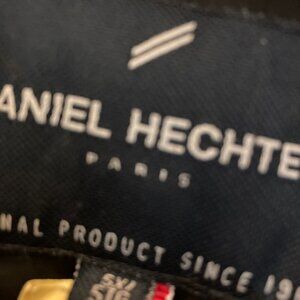 ANIEL HECHTE
PARIS
NAL PRODUCT SINCE 19